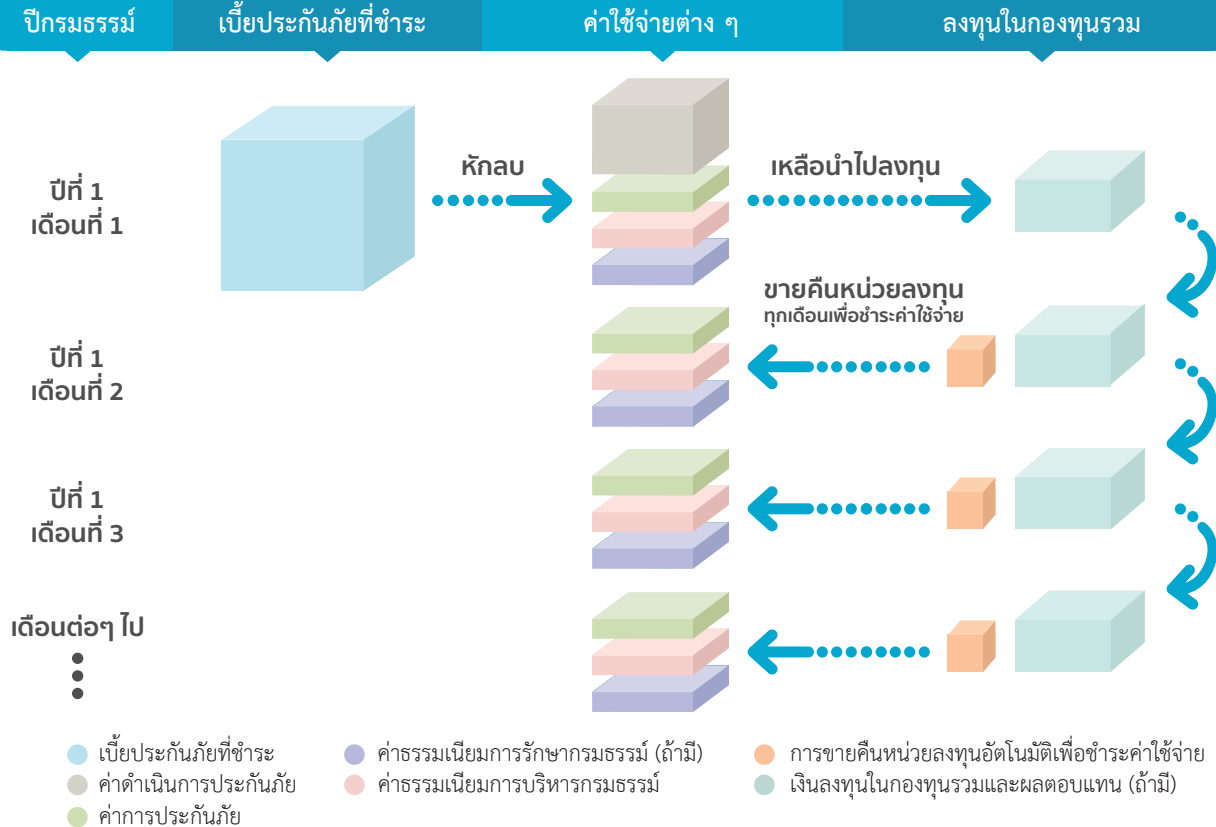 ปีกรมธรรม์
เบี้ยประกันภัยที่ชำระ
ค่าใช้จ่ายต่าง ๆ
ลงทุนในกองทุนรวม
ปีที่ 1
เดือนที่ 1
หักลบ
เหลือนำไปลงทุน
ขายคืนหน่วยลงทุน
ทุกเดือนเพื่อชำระค่าใช้จ่าย
ปีที่ 1
เดือนที่ 2
ปีที่ 1
เดือนที่ 3
เดือนต่อๆ ไป
เบี้ยประกันภัยที่ชำระ
ค่าดำเนินการประกันภัย
ค่าการประกันภัย
ค่าธรรมเนียมการรักษากรมธรรม์ (ถ้ามี)
ค่าธรรมเนียมการบริหารกรมธรรม์
การขายคืนหน่วยลงทุนอัตโนมัติเพื่อชำระค่าใช้จ่าย
เงินลงทุนในกองทุนรวมและผลตอบแทน (ถ้ามี)